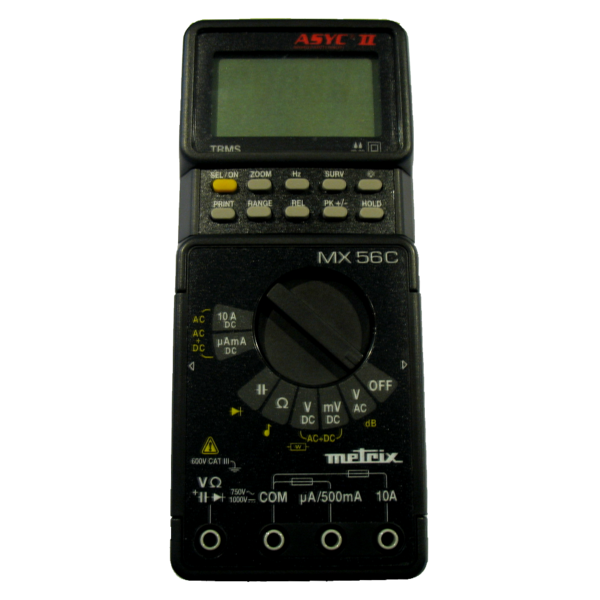 ASYC II
TRMS
SEL/ON ZOOM Hz SURV
PRINT RANGE REL PK +/- HOLD
MX 56C
AC 10 A DC
AC + DC µA mA DC
Ω V DC mV DC V AC OFF
AC+DC dB
600V CAT III
metrix
VΩ 750V 1000V COM µA/500mA 10A